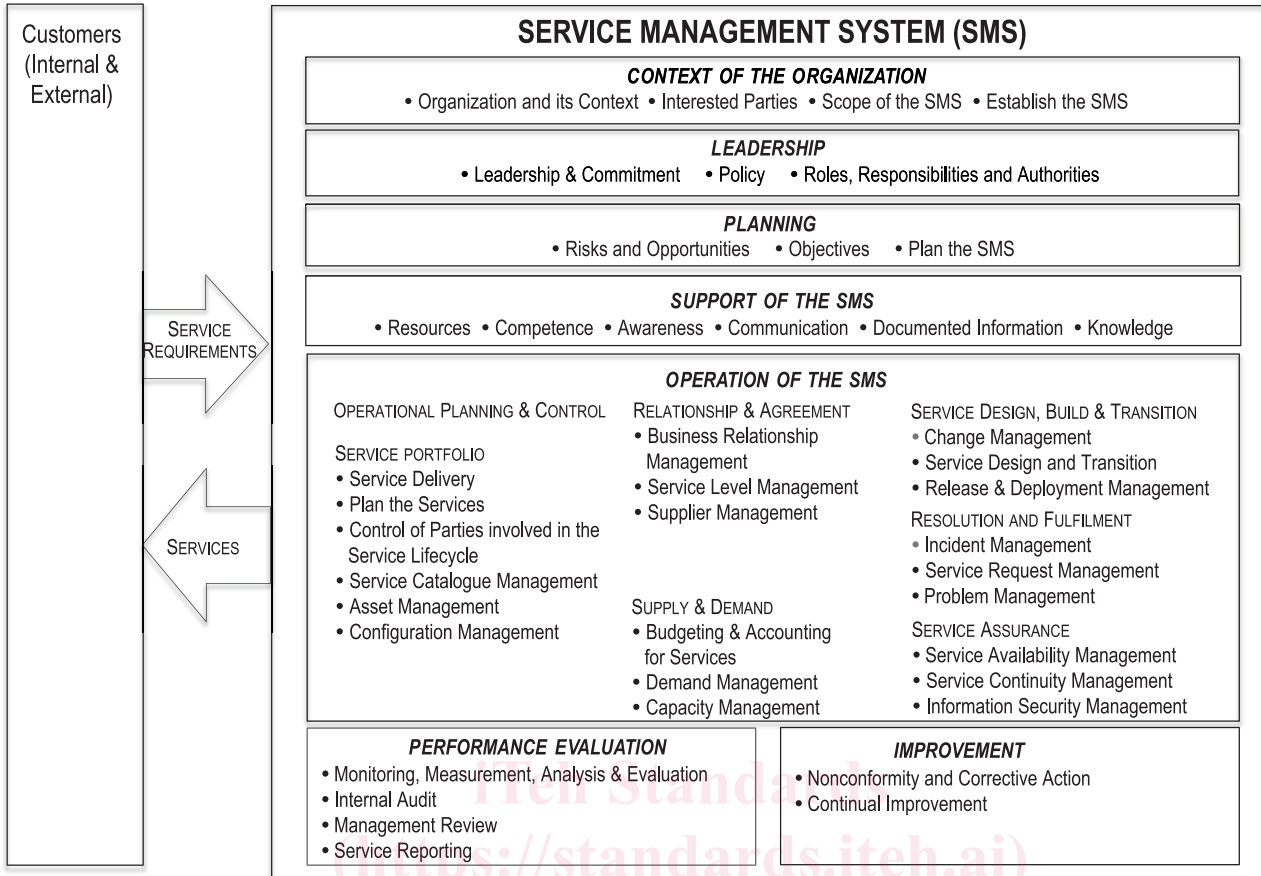 Customers
(Internal &
External)
SERVICE
REQUIREMENTS
SERVICES
SERVICE MANAGEMENT SYSTEM (SMS)
CONTEXT OF THE ORGANIZATION
• Organization and its Context • Interested Parties • Scope of the SMS • Establish the SMS
LEADERSHIP
• Leadership & Commitment • Policy • Roles, Responsibilities and Authorities
PLANNING
• Risks and Opportunities • Objectives • Plan the SMS
SUPPORT OF THE SMS
• Resources • Competence • Awareness • Communication • Documented Information • Knowledge
OPERATION OF THE SMS
OPERATIONAL PLANNING & CONTROL
SERVICE PORTFOLIO
• Service Delivery
• Plan the Services
• Control of Parties involved in the
Service Lifecycle
• Service Catalogue Management
• Asset Management
• Configuration Management
RELATIONSHIP & AGREEMENT
• Business Relationship
Management
• Service Level Management
• Supplier Management
SUPPLY & DEMAND
• Budgeting & Accounting
for Services
• Demand Management
• Capacity Management
SERVICE DESIGN, BUILD & TRANSITION
• Change Management
• Service Design and Transition
• Release & Deployment Management
RESOLUTION AND FULFILMENT
• Incident Management
• Service Request Management
• Problem Management
SERVICE ASSURANCE
• Service Availability Management
• Service Continuity Management
• Information Security Management
PERFORMANCE EVALUATION
• Monitoring, Measurement, Analysis & Evaluation
• Internal Audit
• Management Review
• Service Reporting
IMPROVEMENT
• Nonconformity and Corrective Action
• Continual Improvement
iTeh Standards
(https://standards.iteh.ai)